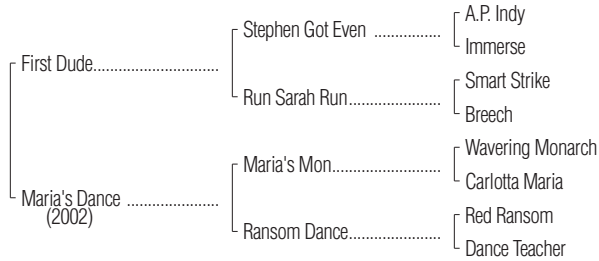 A.P. Indy
Stephen Got Even ................
Immerse
First Dude..............................
Smart Strike
Run Sarah Run......................
Breech
Wavering Monarch
Maria's Mon..........................
Carlotta Maria
Maria's Dance ......................
(2002)
Red Ransom
Ransom Dance......................
Dance Teacher